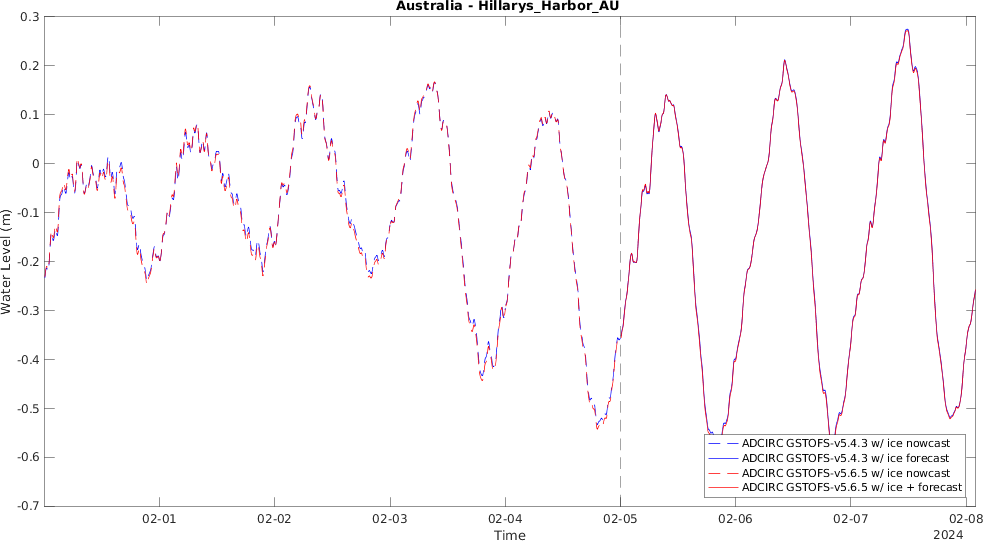 Australia - Hillarys_Harbor_AU
0.3
0.2
0.1
0
-0.1
-0.2
-0.3
-0.4
-0.5
-0.6
-0.7
Water Level (m)
ADCIRC GSTOFS-v5.4.3 w/ ice nowcast
ADCIRC GSTOFS-v5.4.3 w/ ice forecast
ADCIRC GSTOFS-v5.6.5 w/ ice nowcast
ADCIRC GSTOFS-v5.6.5 w/ ice + forecast
02-01 02-02 02-03 02-04 02-05 02-06 02-07 02-08
Time 2024